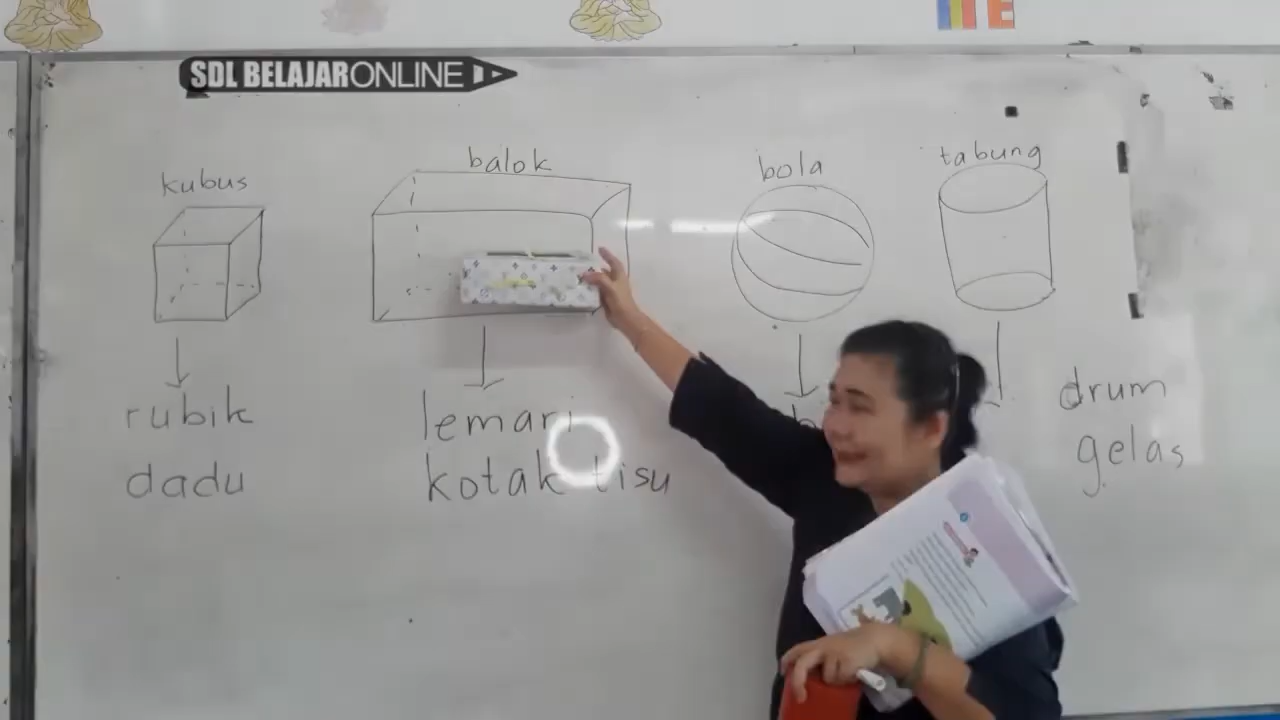 SDL BELAJARONLINE
kubus
balok
bola
tabung
rubik
dadu
lemari
kotak tisu
drum
gelas